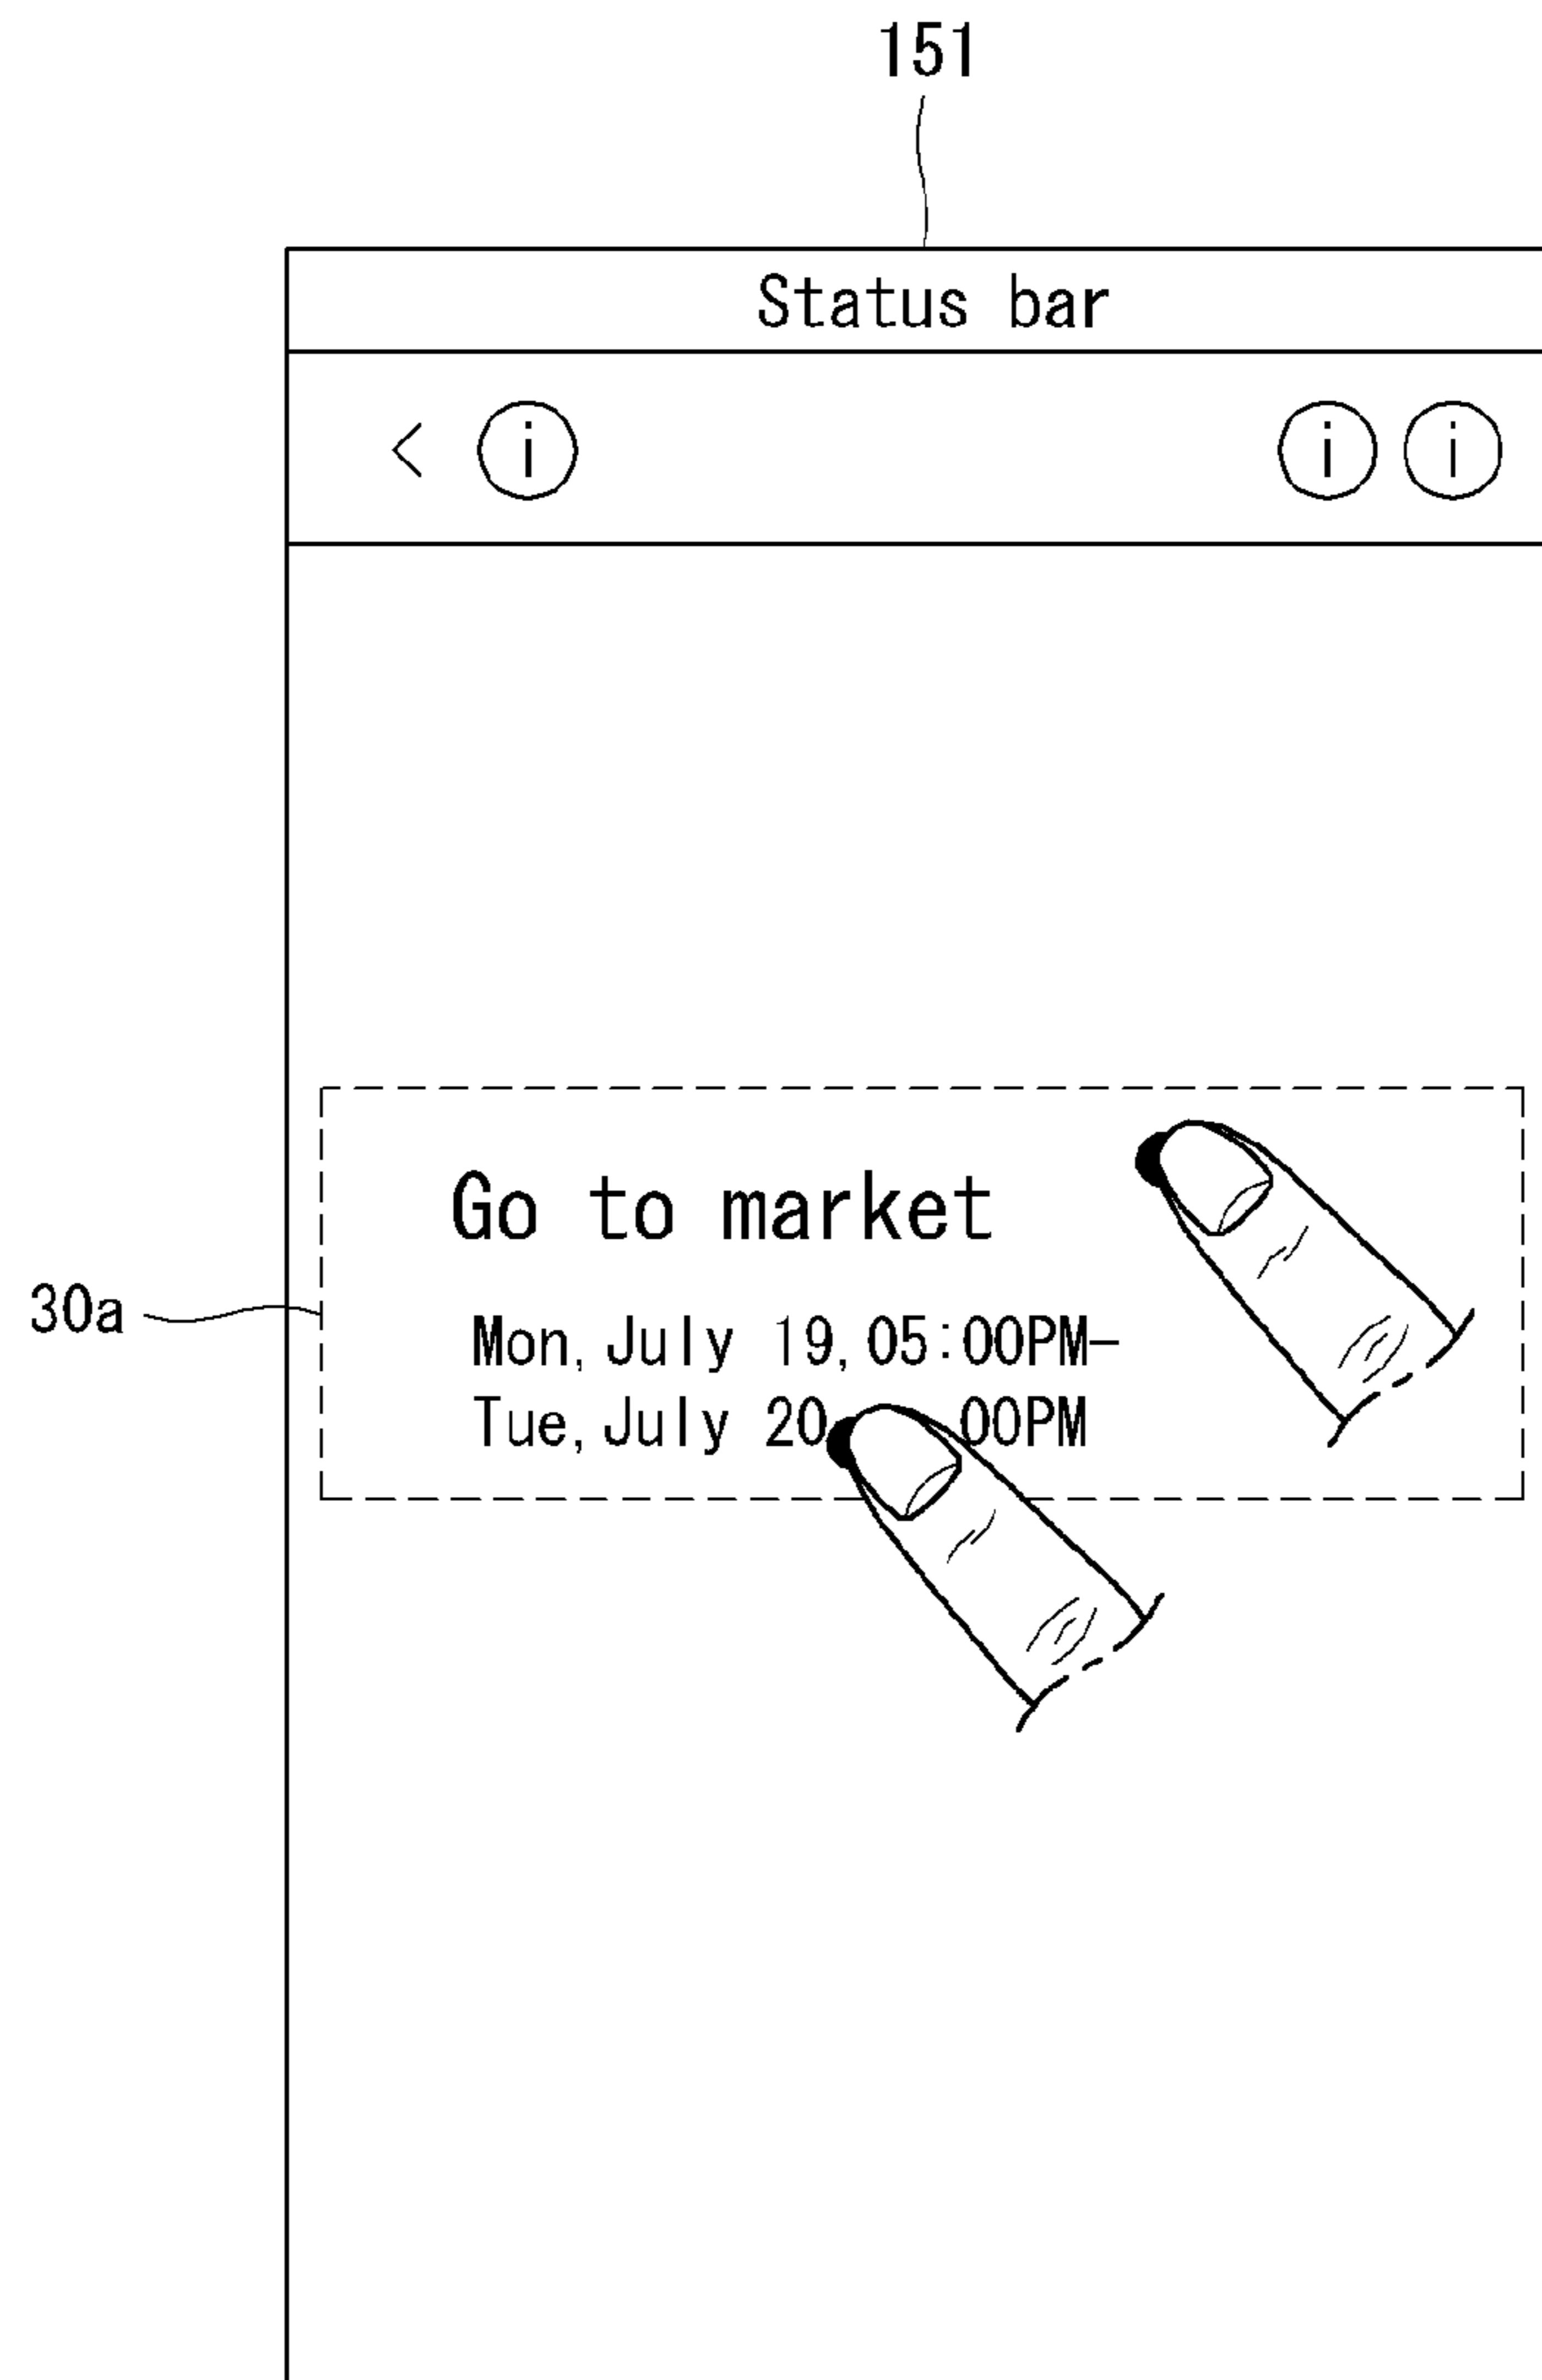 151
Status bar
< i i i
Go to market
30a
Mon,July 19,05:00PM–
Tue,July 20 00PM